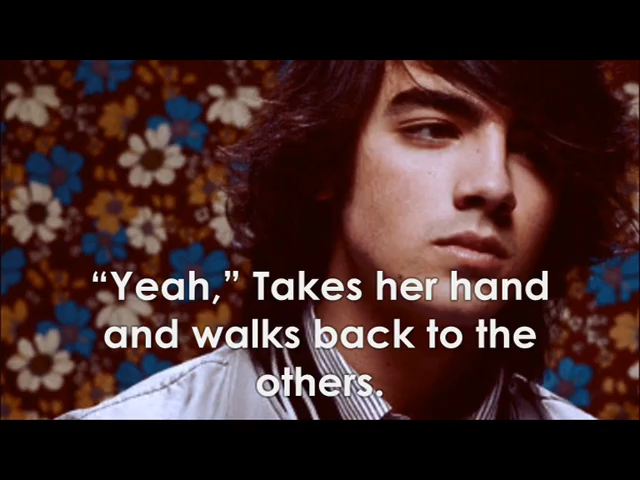 “Yeah,” Takes her hand
and walks back to the
others.